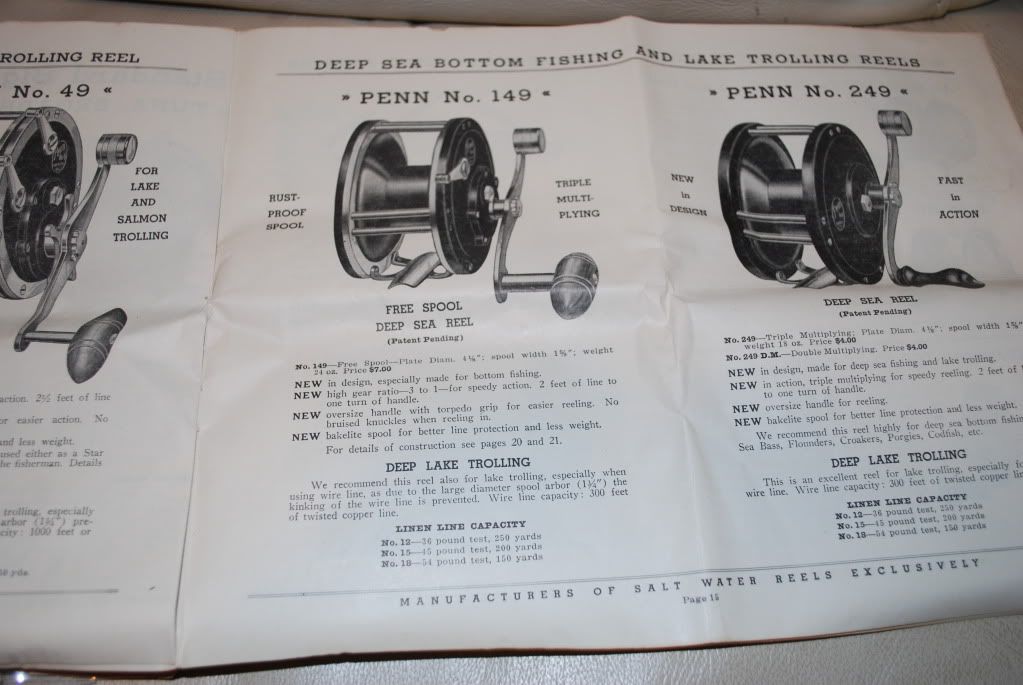 ROLLING REEL
No. 49 «
FOR
LAKE
AND
SALMON
TROLLING
action. 2½ feet of line
or easier action. No
and less weight.
used either as a Star
he fisherman. Details
trolling, especially
arbor (1¾") pre-
city: 1000 feet or
50 yds.
DEEP SEA BOTTOM FISHING AND LAKE TROLLING REELS
» PENN No. 149 «
RUST-
PROOF
SPOOL
TRIPLE
MULTI-
PLYING
FREE SPOOL
DEEP SEA REEL
(Patent Pending)
No. 149—Free Spool—Plate Diam. 4⅛"; spool width 1⅝"; weight
24 oz. Price $7.00
NEW in design, especially made for bottom fishing.
NEW high gear ratio—3 to 1—for speedy action. 2 feet of line to
one turn of handle.
NEW oversize handle with torpedo grip for easier reeling. No
bruised knuckles when reeling in.
NEW bakelite spool for better line protection and less weight.
For details of construction see pages 20 and 21.
DEEP LAKE TROLLING
We recommend this reel also for lake trolling, especially when
using wire line, as due to the large diameter spool arbor (1¾") the
kinking of the wire line is prevented. Wire line capacity: 300 feet
of twisted copper line.
LINEN LINE CAPACITY
No. 12—36 pound test, 250 yards
No. 15—45 pound test, 200 yards
No. 18—54 pound test, 150 yards
» PENN No. 249 «
NEW
in
DESIGN
FAST
in
ACTION
DEEP SEA REEL
(Patent Pending)
No. 249—Triple Multiplying; Plate Diam. 4⅛"; spool width 1⅝"
weight 18 oz. Price $4.00
No. 249 D.M.—Double Multiplying. Price $4.00
NEW in design, made for deep sea fishing and lake trolling.
NEW in action, triple multiplying for speedy reeling. 2 feet of
to one turn of handle.
NEW oversize handle for reeling.
NEW bakelite spool for better line protection and less weight.
We recommend this reel highly for deep sea bottom fishing
Sea Bass, Flounders, Croakers, Porgies, Codfish, etc.
DEEP LAKE TROLLING
This is an excellent reel for lake trolling, especially
wire line. Wire line capacity: 300 feet of twisted copper
LINEN LINE CAPACITY
No. 12—36 pound test, 250 yards
No. 15—45 pound test, 200 yards
No. 18—54 pound test, 150 yards
MANUFACTURERS OF SALT WATER REELS EXCLUSIVELY
Page 15